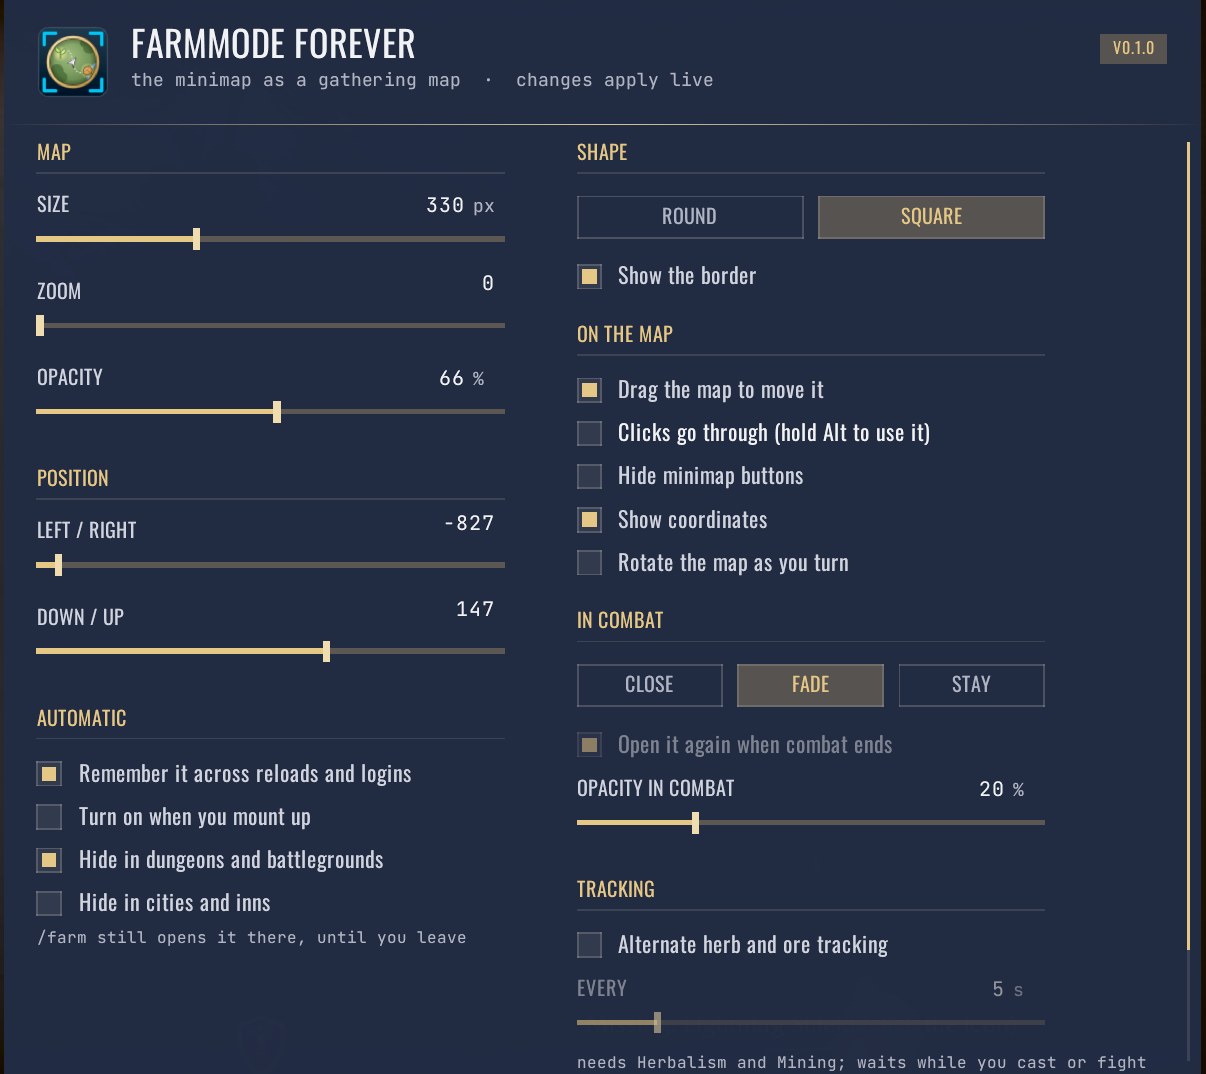 FARMMODE FOREVER
the minimap as a gathering map · changes apply live
V0.1.0
MAP
SIZE 330 px
ZOOM 0
OPACITY 66 %
POSITION
LEFT / RIGHT -827
DOWN / UP 147
AUTOMATIC
Remember it across reloads and logins
Turn on when you mount up
Hide in dungeons and battlegrounds
Hide in cities and inns
/farm still opens it there, until you leave
SHAPE
ROUND SQUARE
Show the border
ON THE MAP
Drag the map to move it
Clicks go through (hold Alt to use it)
Hide minimap buttons
Show coordinates
Rotate the map as you turn
IN COMBAT
CLOSE FADE STAY
Open it again when combat ends
OPACITY IN COMBAT 20 %
TRACKING
Alternate herb and ore tracking
EVERY 5 s
needs Herbalism and Mining; waits while you cast or fight